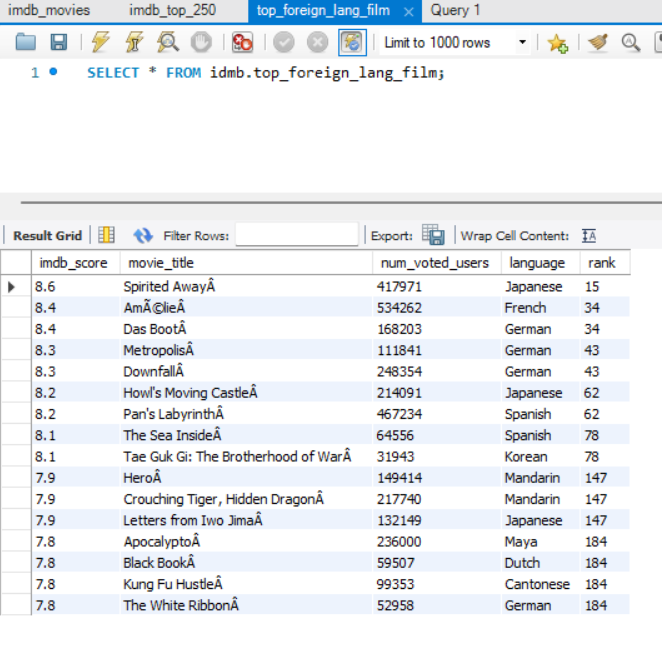 imdb_movies imdb_top_250 top_foreign_lang_film Query 1
Limit to 1000 rows
1 SELECT * FROM idmb.top_foreign_lang_film;
Result Grid Filter Rows: Export: Wrap Cell Content: IA
imdb_score movie_title num_voted_users language rank
8.6 Spirited AwayÂ 417971 Japanese 15
8.4 AmÃ©lieÂ 534262 French 34
8.4 Das BootÂ 168203 German 34
8.3 MetropolisÂ 111841 German 43
8.3 DownfallÂ 248354 German 43
8.2 Howl's Moving CastleÂ 214091 Japanese 62
8.2 Pan's LabyrinthÂ 467234 Spanish 62
8.1 The Sea InsideÂ 64556 Spanish 78
8.1 Tae Guk Gi: The Brotherhood of WarÂ 31943 Korean 78
7.9 HeroÂ 149414 Mandarin 147
7.9 Crouching Tiger, Hidden DragonÂ 217740 Mandarin 147
7.9 Letters from Iwo JimaÂ 132149 Japanese 147
7.8 ApocalyptoÂ 236000 Maya 184
7.8 Black BookÂ 59507 Dutch 184
7.8 Kung Fu HustleÂ 99353 Cantonese 184
7.8 The White RibbonÂ 52958 German 184